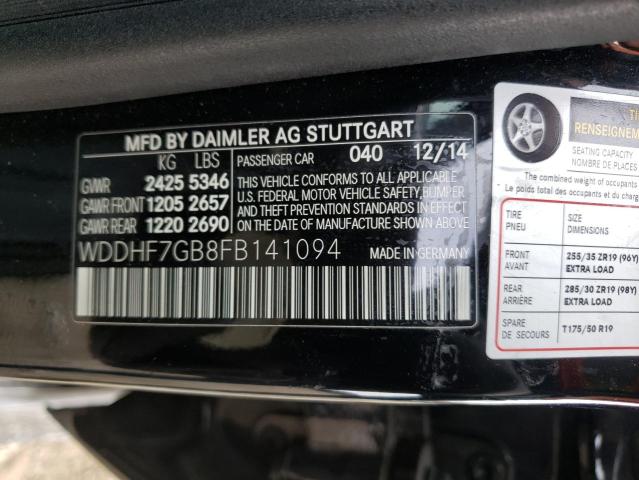 MFD BY DAIMLER AG STUTTGART
KG LBS
GWR 2425 5346
GAWR FRONT 1205 2657
GAWR REAR 1220 2690
PASSENGER CAR 040 12/14
THIS VEHICLE CONFORMS TO ALL APPLICABLE
U.S. FEDERAL MOTOR VEHICLE SAFETY, BUMPER
AND THEFT PREVENTION STANDARDS
IN EFFECT ON THE DATE OF
MANUFACTURE SHOWN ABOVE.
WDDHF7GB8FB141094
MADE IN GERMANY
RENSEIGNEME
SEATING CAPACITY
NOMBRE DE PLACES
The combined weight of occupants
Le poids total des occupants et du charg
TIRE
PNEU
SIZE
DIMENSIONS
FRONT
AVANT
255/35 ZR19 (96Y)
EXTRA LOAD
REAR
ARRIÈRE
285/30 ZR19 (98Y)
EXTRA LOAD
SPARE
DE SECOURS
T175/50 R19